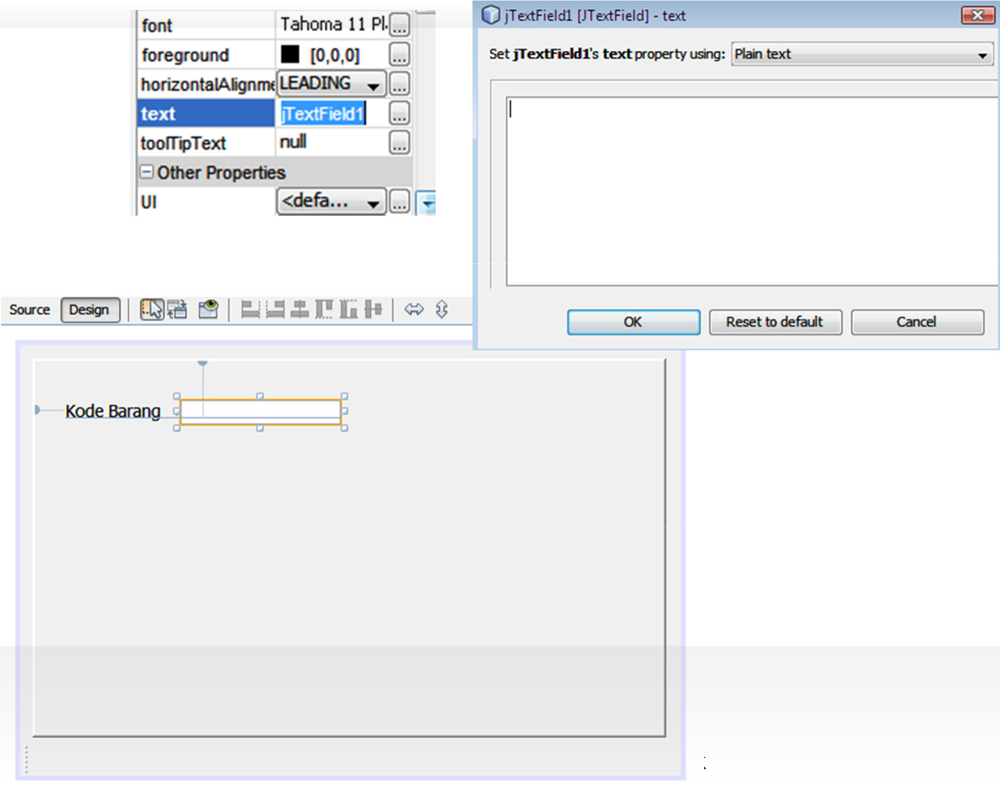 font Tahoma 11 Pl...
foreground [0,0,0] ...
horizontalAlignme LEADING ...
text jTextField1 ...
toolTipText null ...
Other Properties
UI <defa... ...
jTextField1 [JTextField] - text
Set jTextField1's text property using: Plain text
OK Reset to default Cancel
Source Design
Kode Barang